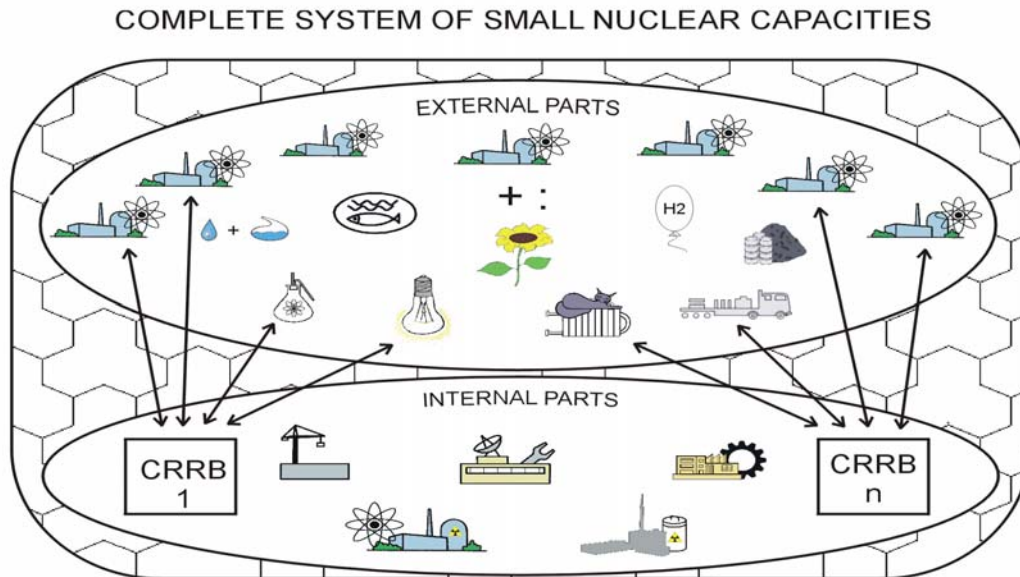 COMPLETE SYSTEM OF SMALL NUCLEAR CAPACITIES
EXTERNAL PARTS
+ :
H2
+
INTERNAL PARTS
CRRB
1
CRRB
n